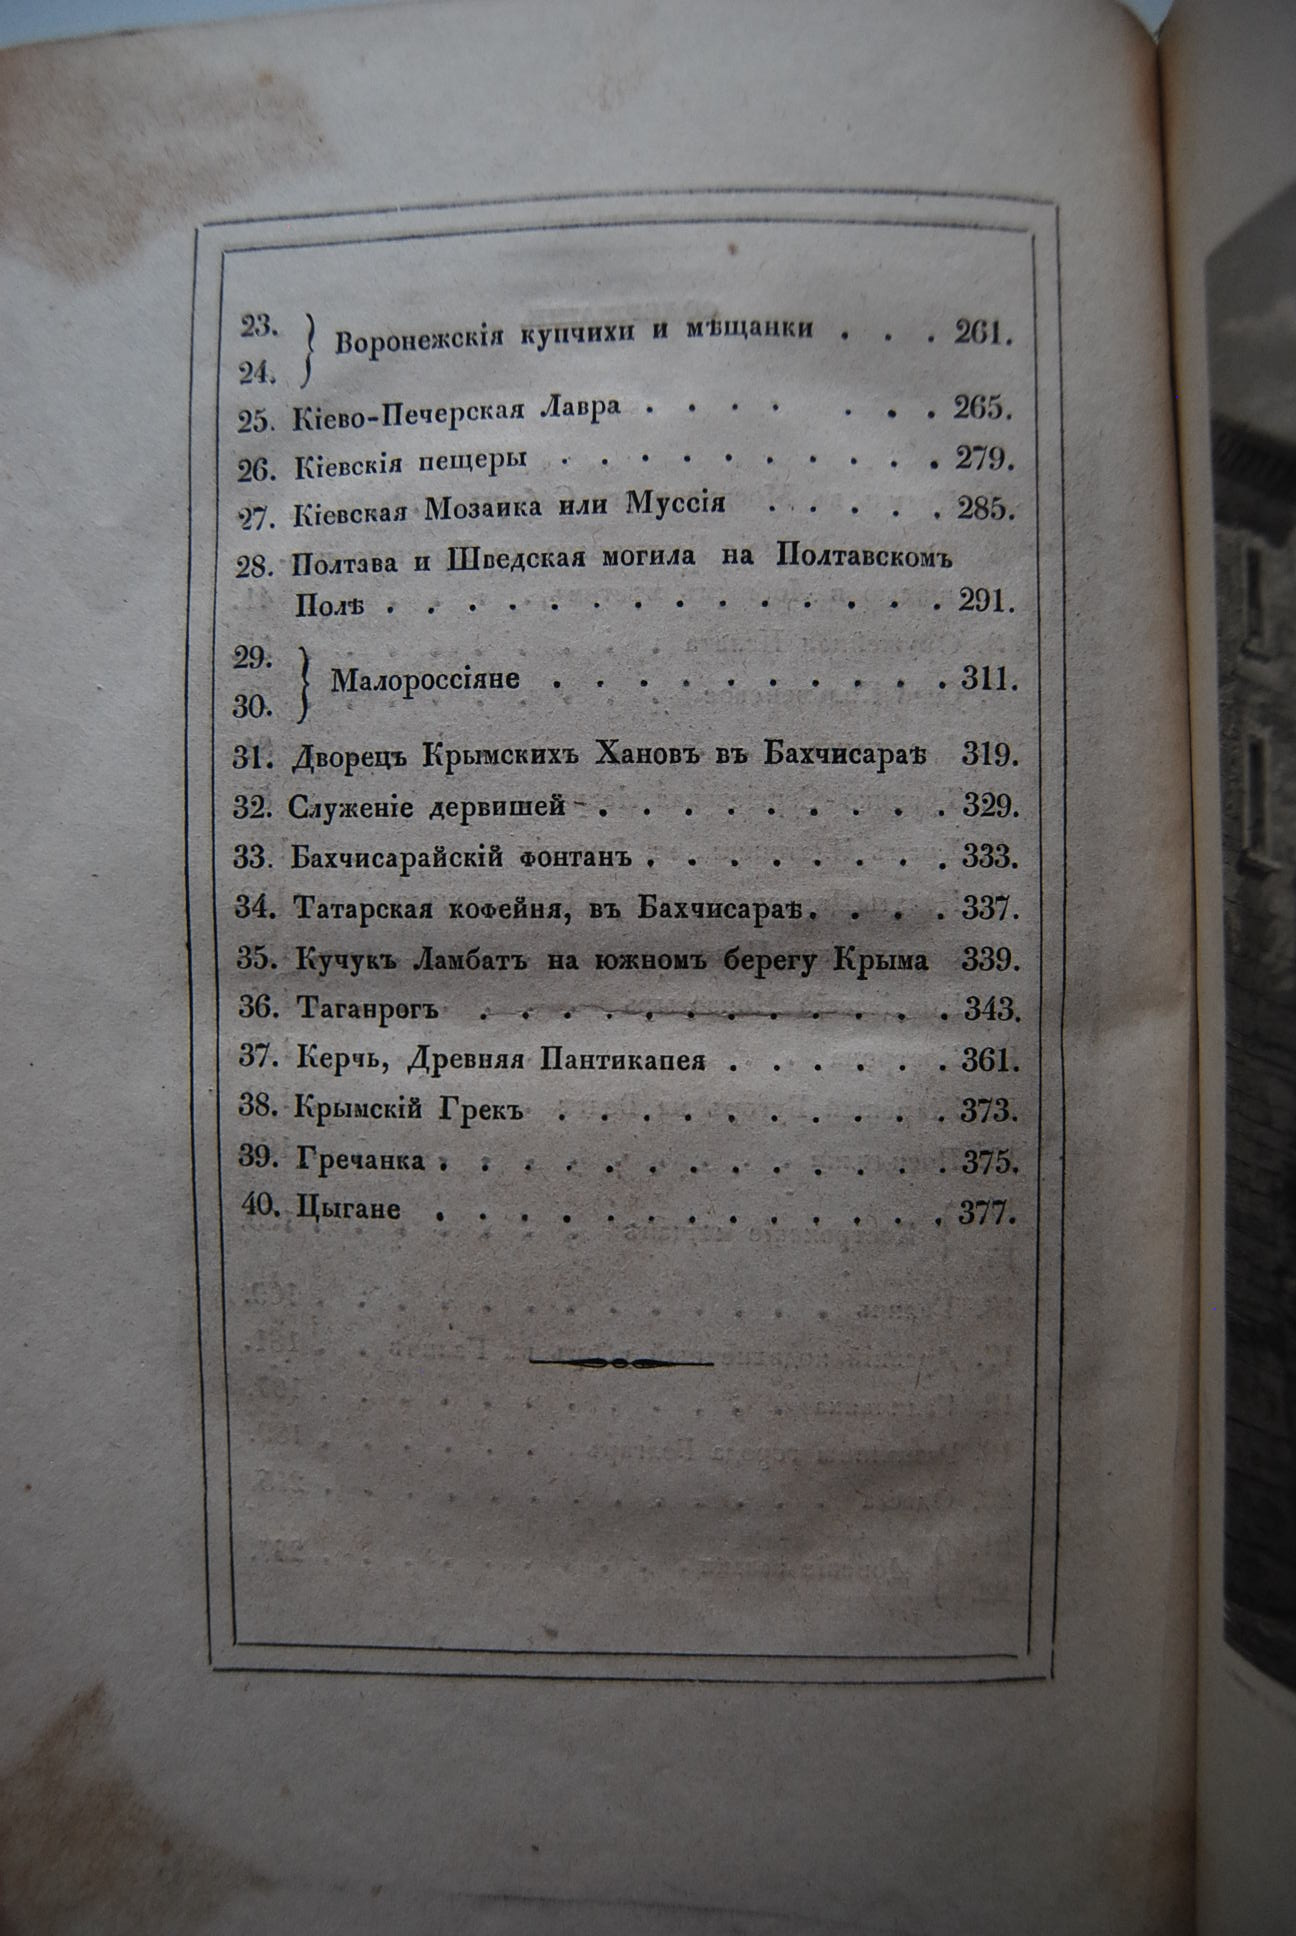 23. } Воронежскія купчихи и мѣщанки . . . 261.
24. }
25. Кіево-Печерская Лавра . . . . . . . 265.
26. Кіевскія пещеры . . . . . . . . . . 279.
27. Кіевская Мозаика или Муссія . . . . . 285.
28. Полтава и Шведская могила на Полтавскомъ
Полѣ . . . . . . . . . . . . . . 291.
29. } Малороссіяне . . . . . . . . . . 311.
30. }
31. Дворецъ Крымскихъ Хановъ въ Бахчисараѣ 319.
32. Служеніе дервишей . . . . . . . . . 329.
33. Бахчисарайскій фонтанъ . . . . . . . . 333.
34. Татарская кофейня, въ Бахчисараѣ. . . . 337.
35. Кучукъ Ламбатъ на южномъ берегу Крыма 339.
36. Таганрогъ . . . . . . . . . . . . 343.
37. Керчь, Древняя Пантикапея . . . . . . 361.
38. Крымскій Грекъ . . . . . . . . . . 373.
39. Гречанка . . . . . . . . . . . . . 375.
40. Цыгане . . . . . . . . . . . . . 377.